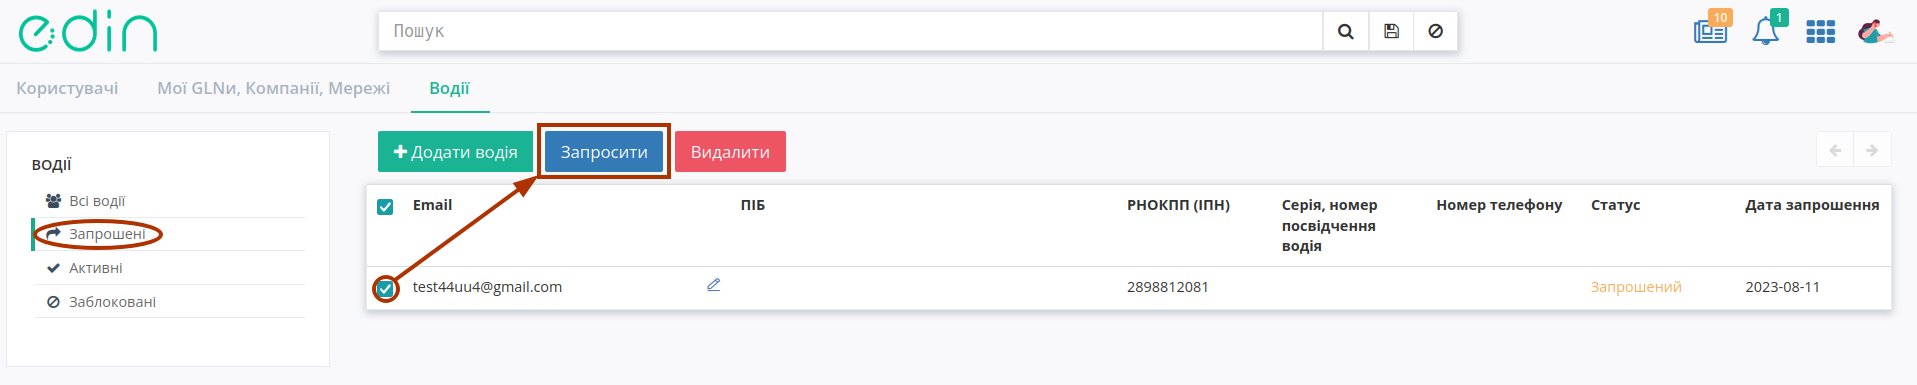 edin
Пошук
10
1
Користувачі
Мої GLNи, Компанії, Мережі
Водії
ВОДІЇ
Всі водії
Запрошені
Активні
Заблоковані
Додати водія
Запросити
Видалити
Email
ПІБ
РНОКПП (ІПН)
Серія, номер
посвідчення
водія
Номер телефону
Статус
Дата запрошення
test44uu4@gmail.com
2898812081
Запрошений
2023-08-11